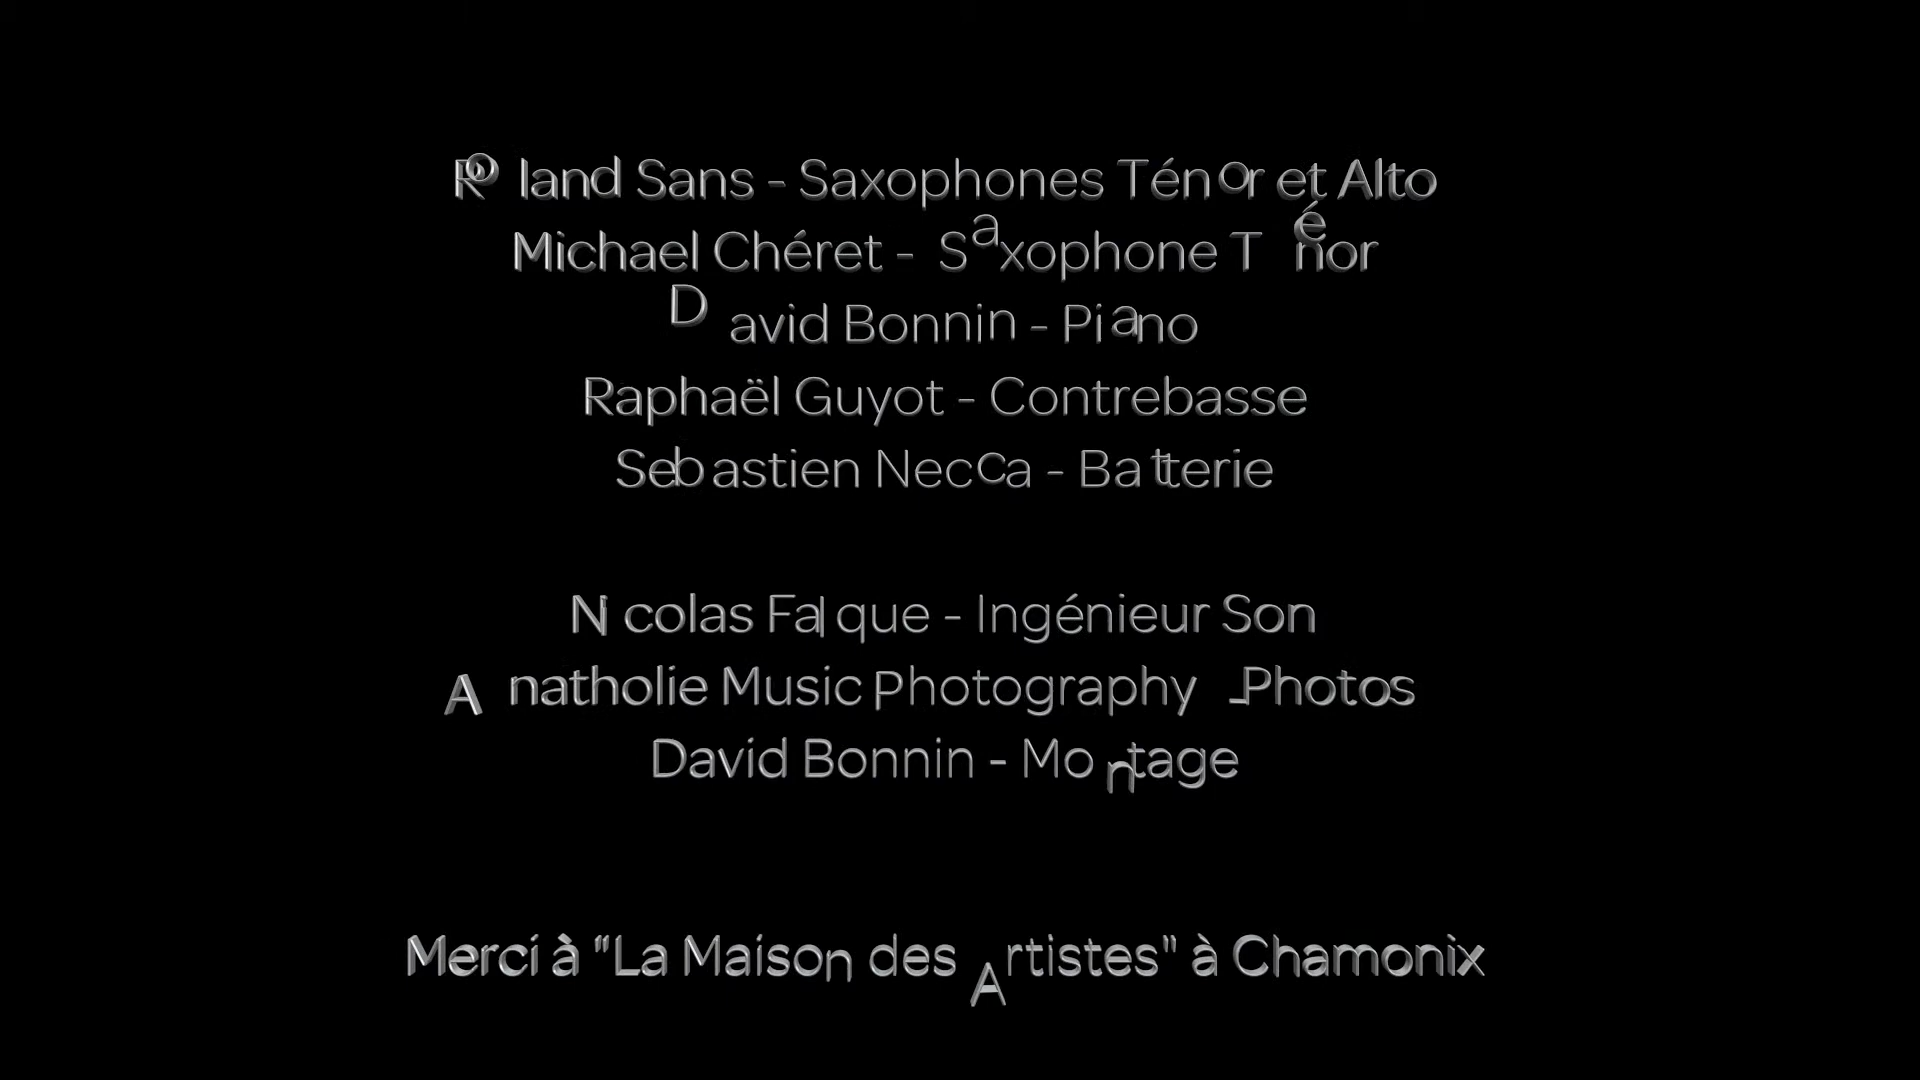 Roland Sans - Saxophones Ténor et Alto
Michael Chéret - Saxophone Ténor
David Bonnin - Piano
Raphaël Guyot - Contrebasse
Sebastien Necca - Batterie
Nicolas Falque - Ingénieur Son
Anatholie Music Photography - Photos
David Bonnin - Montage
Merci à "La Maison des Artistes" à Chamonix